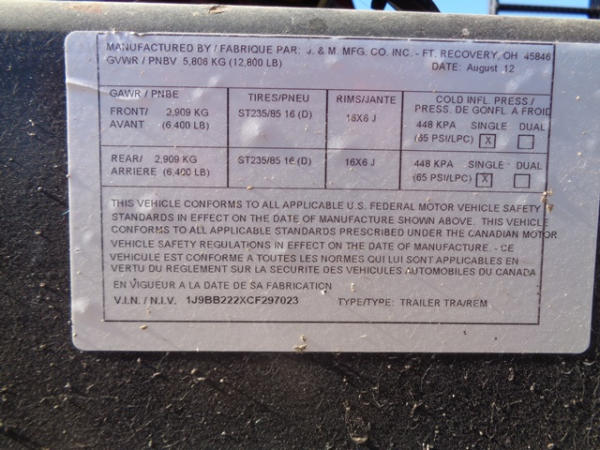 MANUFACTURED BY / FABRIQUE PAR: J. & M. MFG. CO. INC. - FT. RECOVERY, OH 45846
GVWR / PNBV 5,806 KG (12,800 LB) DATE: August 12
GAWR / PNBE TIRES/PNEU RIMS/JANTE COLD INFL. PRESS./
PRESS. DE GONFL. A FROID
FRONT/ 2,909 KG ST235/85 16 (D) 16X6 J 448 KPA SINGLE DUAL
AVANT (6,400 LB) (65 PSI/LPC) X
REAR/ 2,909 KG ST235/85 16 (D) 16X6 J 448 KPA SINGLE DUAL
ARRIERE (6,400 LB) (65 PSI/LPC) X
THIS VEHICLE CONFORMS TO ALL APPLICABLE U.S. FEDERAL MOTOR VEHICLE SAFETY
STANDARDS IN EFFECT ON THE DATE OF MANUFACTURE SHOWN ABOVE. THIS VEHICLE
CONFORMS TO ALL APPLICABLE STANDARDS PRESCRIBED UNDER THE CANADIAN MOTOR
VEHICLE SAFETY REGULATIONS IN EFFECT ON THE DATE OF MANUFACTURE. - CE
VEHICULE EST CONFORME A TOUTES LES NORMES QUI LUI SONT APPLICABLES EN
VERTU DU REGLEMENT SUR LA SECURITE DES VEHICULES AUTOMOBILES DU CANADA
EN VIGUEUR A LA DATE DE SA FABRICATION
V.I.N. / N.I.V. 1J9BB222XCF297023 TYPE/TYPE: TRAILER TRA/REM